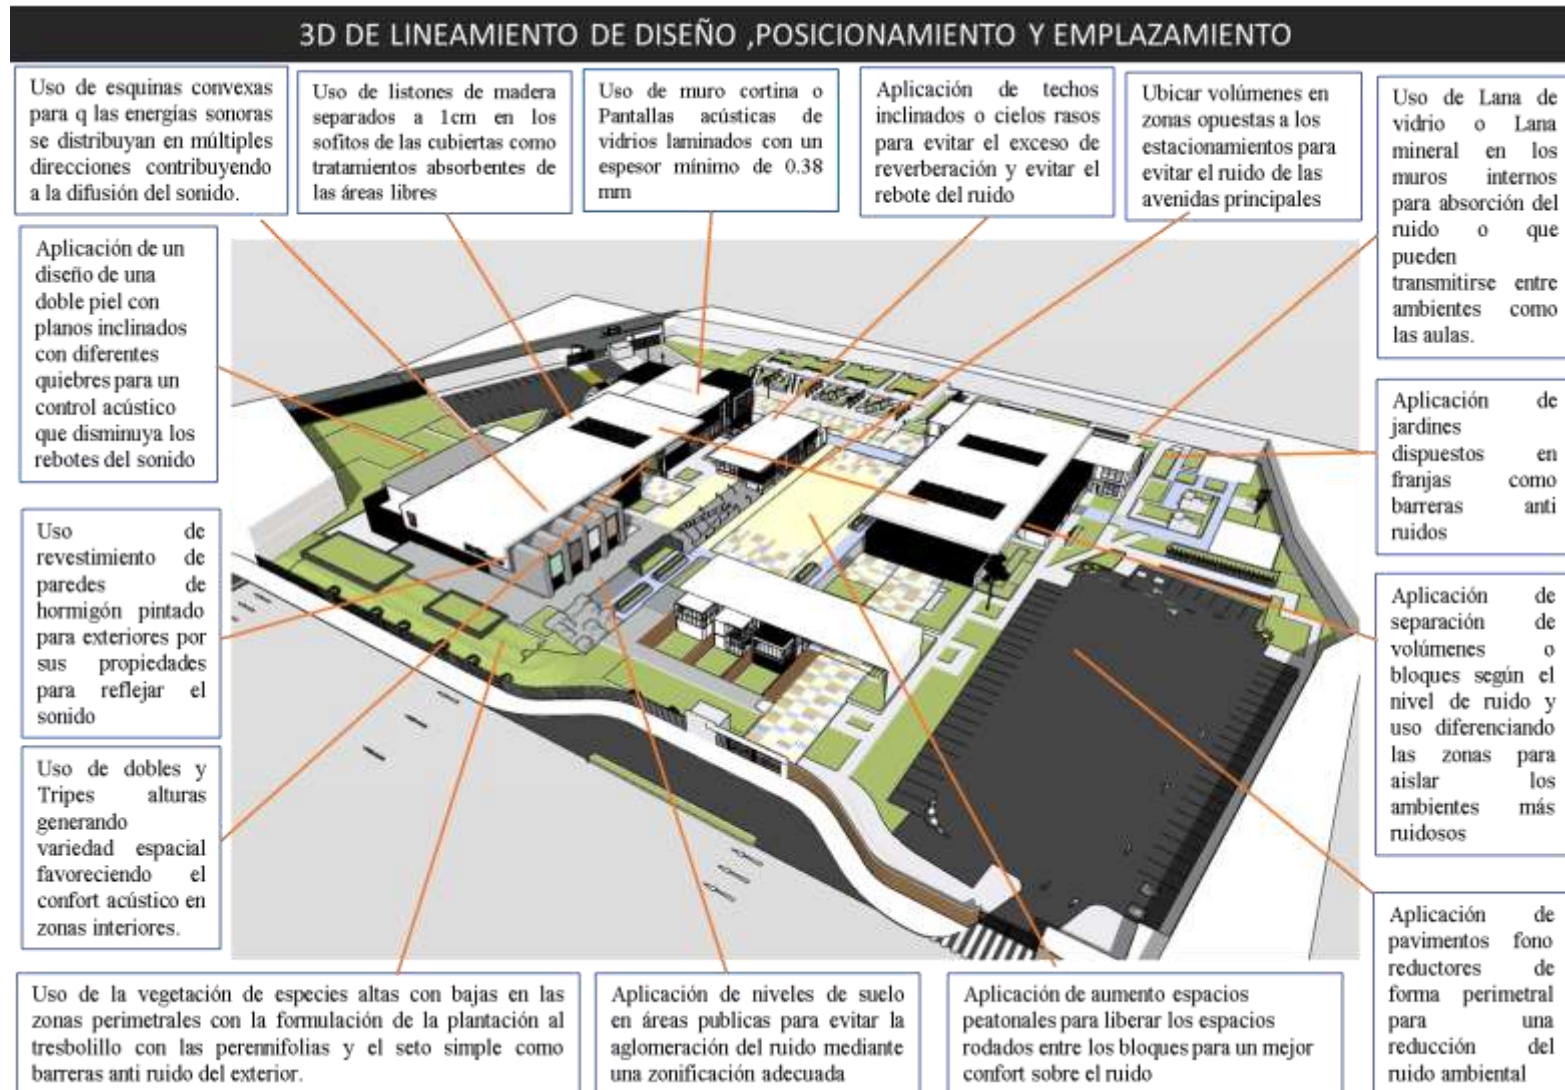 3D DE LINEAMIENTO DE DISEÑO ,POSICIONAMIENTO Y EMPLAZAMIENTO
Uso de esquinas convexas
para q las energías sonoras
se distribuyan en múltiples
direcciones contribuyendo
a la difusión del sonido.
Uso de listones de madera
separados a 1cm en los
sofitos de las cubiertas como
tratamientos absorbentes de
las áreas libres
Uso de muro cortina o
Pantallas acústicas de
vidrios laminados con un
espesor mínimo de 0.38
mm
Aplicación de techos
inclinados o cielos rasos
para evitar el exceso de
reverberación y evitar el
rebote del ruido
Ubicar volúmenes en
zonas opuestas a los
estacionamientos para
evitar el ruido de las
avenidas principales
Uso de Lana de
vidrio o Lana
mineral en los
muros internos
para absorción del
ruido o que
pueden
transmitirse entre
ambientes como
las aulas.
Aplicación de un
diseño de una
doble piel con
planos inclinados
con diferentes
quiebres para un
control acústico
que disminuya los
rebotes del sonido
Aplicación de
jardines
dispuestos en
franjas como
barreras anti
ruidos
Uso de
revestimiento de
paredes de
hormigón pintado
para exteriores por
sus propiedades
para reflejar el
sonido
Aplicación de
separación de
volúmenes o
bloques según el
nivel de ruido y
uso diferenciando
las zonas para
aislar los
ambientes más
ruidosos
Uso de dobles y
Tripes alturas
generando
variedad espacial
favoreciendo el
confort acústico en
zonas interiores.
Aplicación de
pavimentos fono
reductores de
forma perimetral
para una
reducción del
ruido ambiental
Uso de la vegetación de especies altas con bajas en las
zonas perimetrales con la formulación de la plantación al
tresbolillo con las perennifolias y el seto simple como
barreras anti ruido del exterior.
Aplicación de niveles de suelo
en áreas publicas para evitar la
aglomeración del ruido mediante
una zonificación adecuada
Aplicación de aumento espacios
peatonales para liberar los espacios
rodados entre los bloques para un mejor
confort sobre el ruido